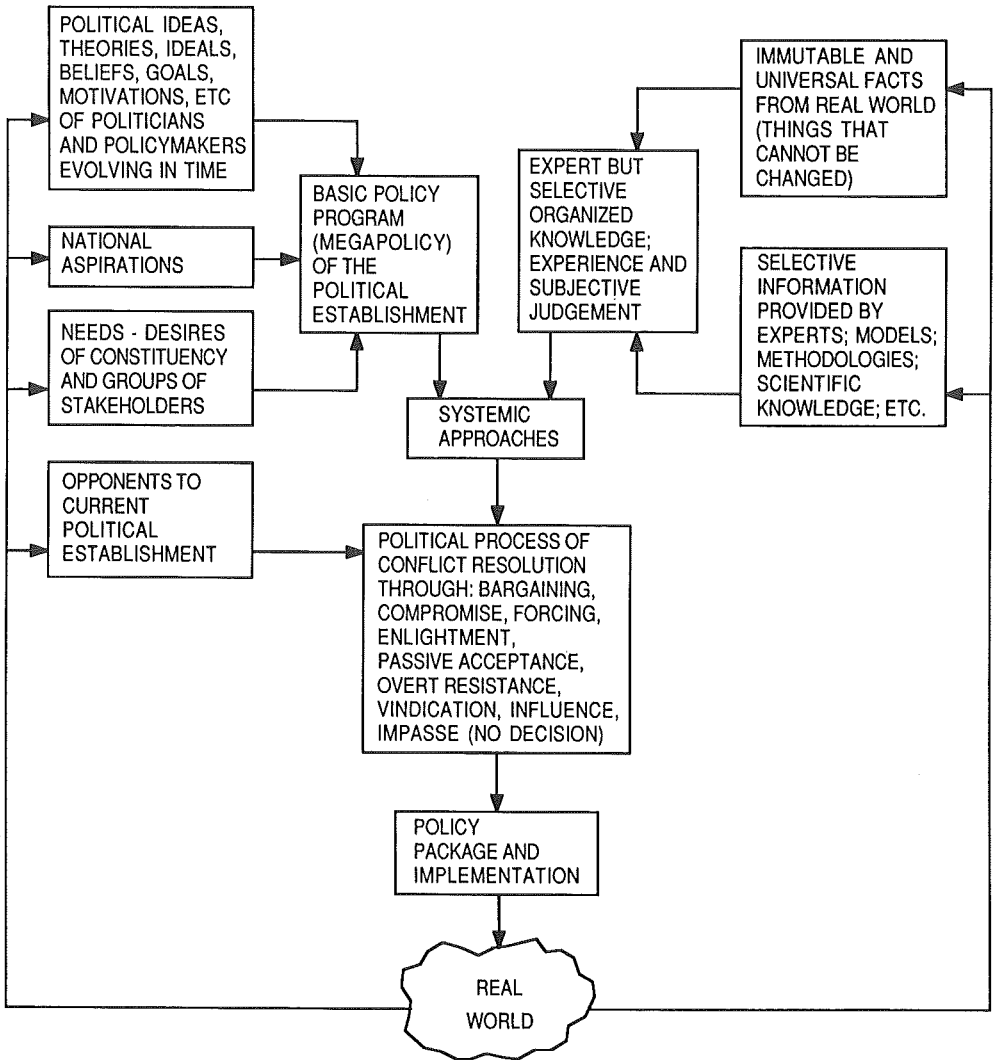 POLITICAL IDEAS,
THEORIES, IDEALS,
BELIEFS, GOALS,
MOTIVATIONS, ETC
OF POLITICIANS
AND POLICYMAKERS
EVOLVING IN TIME
NATIONAL
ASPIRATIONS
NEEDS - DESIRES
OF CONSTITUENCY
AND GROUPS OF
STAKEHOLDERS
OPPONENTS TO
CURRENT
POLITICAL
ESTABLISHMENT
BASIC POLICY
PROGRAM
(MEGAPOLICY)
OF THE
POLITICAL
ESTABLISHMENT
EXPERT BUT
SELECTIVE
ORGANIZED
KNOWLEDGE;
EXPERIENCE AND
SUBJECTIVE
JUDGEMENT
IMMUTABLE AND
UNIVERSAL FACTS
FROM REAL WORLD
(THINGS THAT
CANNOT BE
CHANGED)
SELECTIVE
INFORMATION
PROVIDED BY
EXPERTS; MODELS;
METHODOLOGIES;
SCIENTIFIC
KNOWLEDGE; ETC.
SYSTEMIC
APPROACHES
POLITICAL PROCESS OF
CONFLICT RESOLUTION
THROUGH: BARGAINING,
COMPROMISE, FORCING,
ENLIGHTMENT,
PASSIVE ACCEPTANCE,
OVERT RESISTANCE,
VINDICATION, INFLUENCE,
IMPASSE (NO DECISION)
POLICY
PACKAGE AND
IMPLEMENTATION
REAL
WORLD